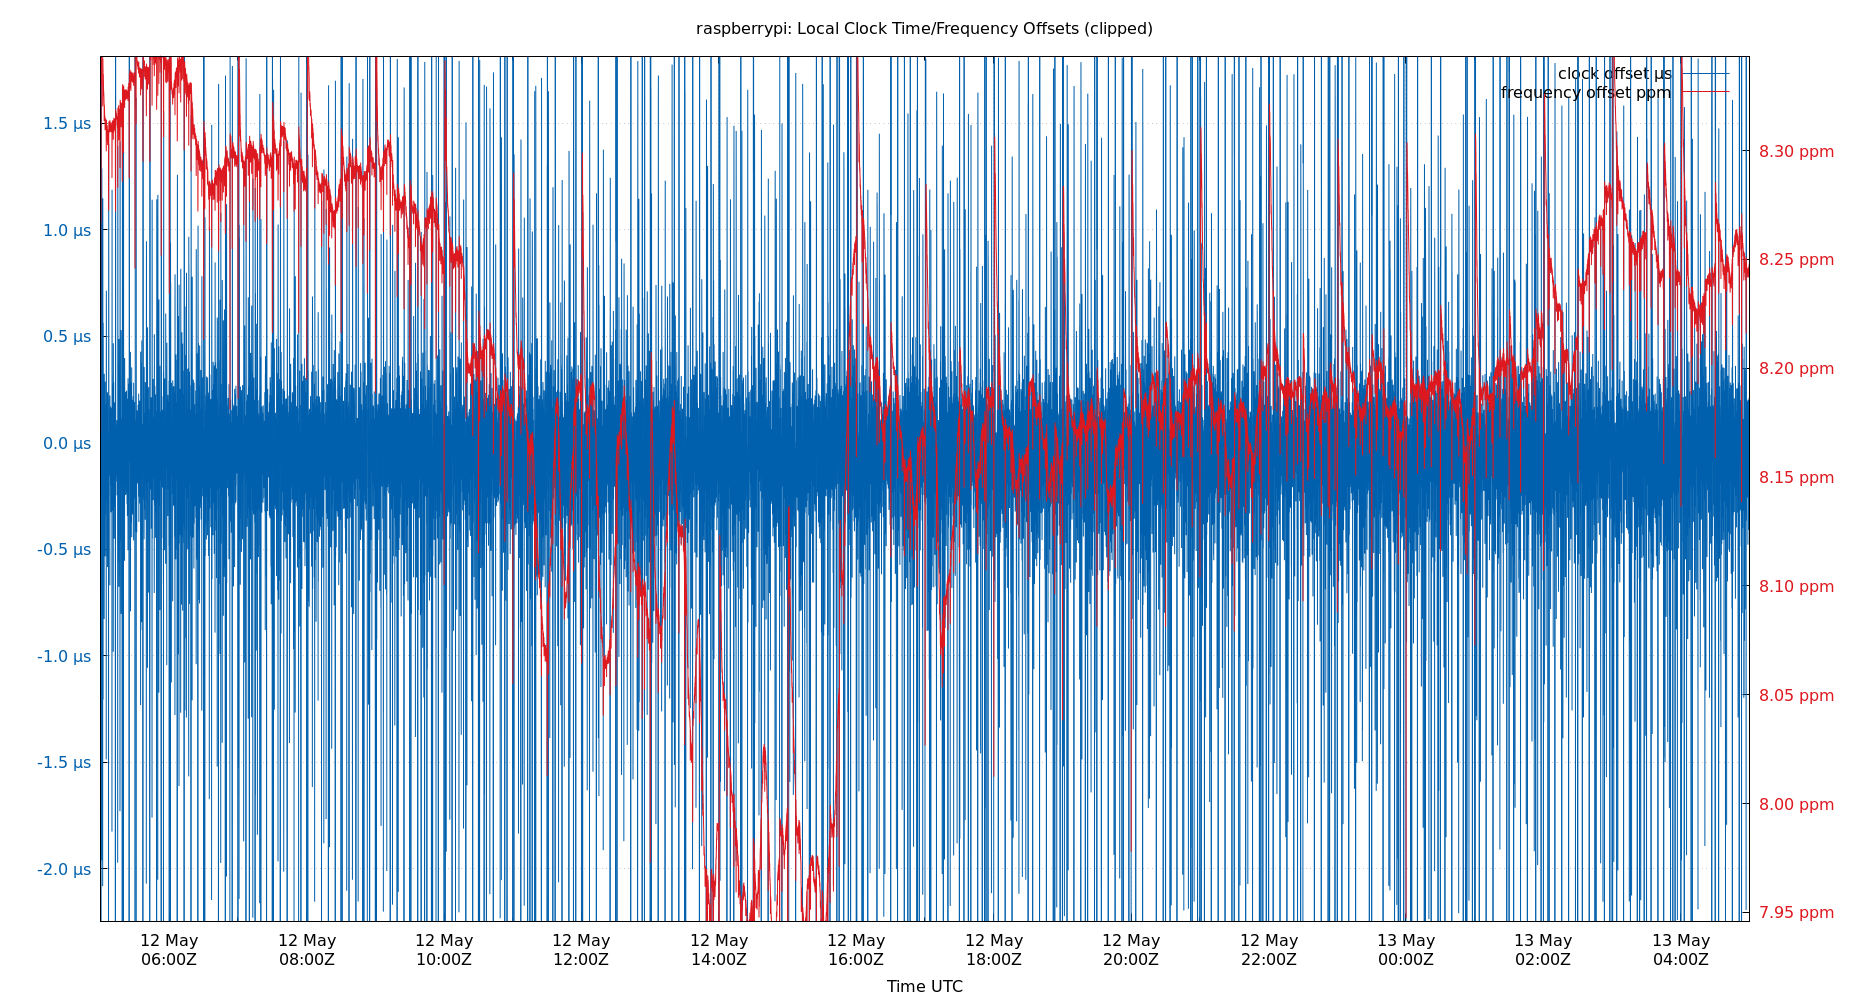 raspberrypi: Local Clock Time/Frequency Offsets (clipped)
clock offset µs
frequency offset ppm
1.5 µs
1.0 µs
0.5 µs
0.0 µs
-0.5 µs
-1.0 µs
-1.5 µs
-2.0 µs
8.30 ppm
8.25 ppm
8.20 ppm
8.15 ppm
8.10 ppm
8.05 ppm
8.00 ppm
7.95 ppm
12 May 12 May 12 May 12 May 12 May 12 May 12 May 12 May 12 May 13 May 13 May 13 May
06:00Z 08:00Z 10:00Z 12:00Z 14:00Z 16:00Z 18:00Z 20:00Z 22:00Z 00:00Z 02:00Z 04:00Z
Time UTC